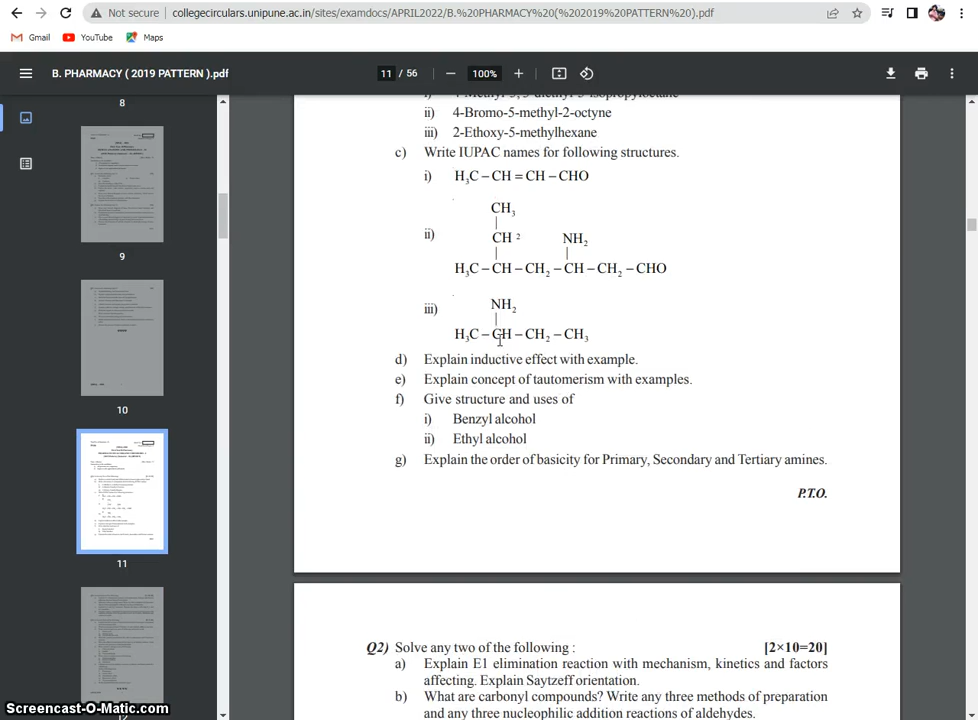 Not secure | collegecirculars.unipune.ac.in/sites/examdocs/APRIL2022/B.%20PHARMACY%20(%202019%20PATTERN%20).pdf
Gmail YouTube Maps
B. PHARMACY ( 2019 PATTERN ).pdf 11 / 56 — 100% +
8
ii) 4-Bromo-5-methyl-2-octyne
iii) 2-Ethoxy-5-methylhexane
c) Write IUPAC names for following structures.
i) H₃C – CH = CH – CHO
CH₃
|
ii) CH ² NH₂
| |
H₃C – CH – CH₂ – CH – CH₂ – CHO
NH₂
iii) |
H₃C – CH – CH₂ – CH₃
d) Explain inductive effect with example.
e) Explain concept of tautomerism with examples.
f) Give structure and uses of
i) Benzyl alcohol
ii) Ethyl alcohol
g) Explain the order of basicity for Primary, Secondary and Tertiary amines.
P.T.O.
9
10
11
Q2) Solve any two of the following : [2×10=20]
a) Explain E1 elimination reaction with mechanism, kinetics and factors
affecting. Explain Saytzeff orientation.
b) What are carbonyl compounds? Write any three methods of preparation
and any three nucleophilic addition reactions of aldehydes.
Screencast-O-Matic.com